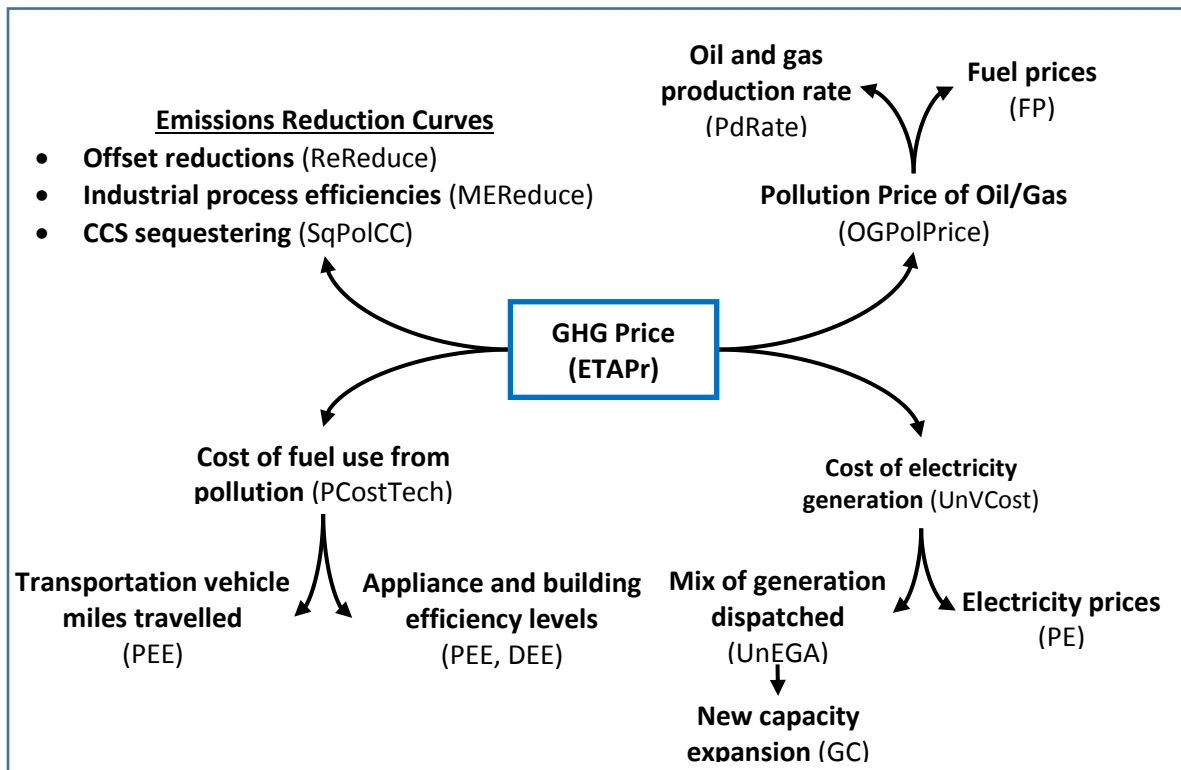 Emissions Reduction Curves
• Offset reductions (ReReduce)
• Industrial process efficiencies (MEReduce)
• CCS sequestering (SqPolCC)
Oil and gas
production rate
(PdRate)
Fuel prices
(FP)
Pollution Price of Oil/Gas
(OGPolPrice)
GHG Price
(ETAPr)
Cost of fuel use from
pollution (PCostTech)
Transportation vehicle
miles travelled
(PEE)
Appliance and building
efficiency levels
(PEE, DEE)
Cost of electricity
generation (UnVCost)
Mix of generation
dispatched
(UnEGA)
Electricity prices
(PE)
New capacity
expansion (GC)